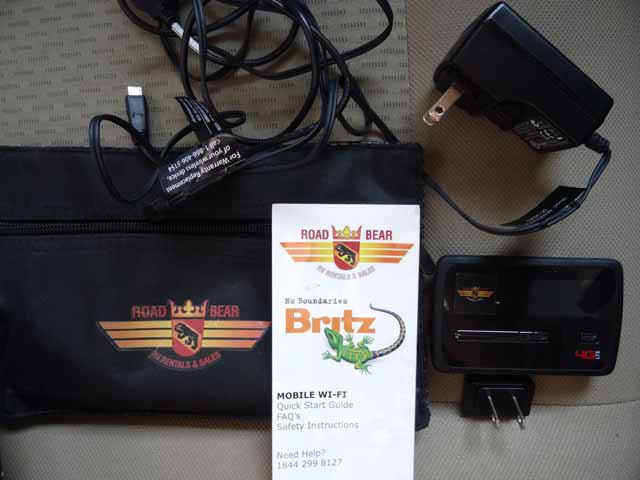 For Warranty Replacement
of your wireless device,
call 1-866-406-5154
ROAD BEAR
RV RENTALS & SALES
ROAD BEAR
RV RENTALS & SALES
No Boundaries
Britz
MOBILE WI-FI
Quick Start Guide
FAQ's
Safety Instructions
Need Help?
1844 299 8127
4G